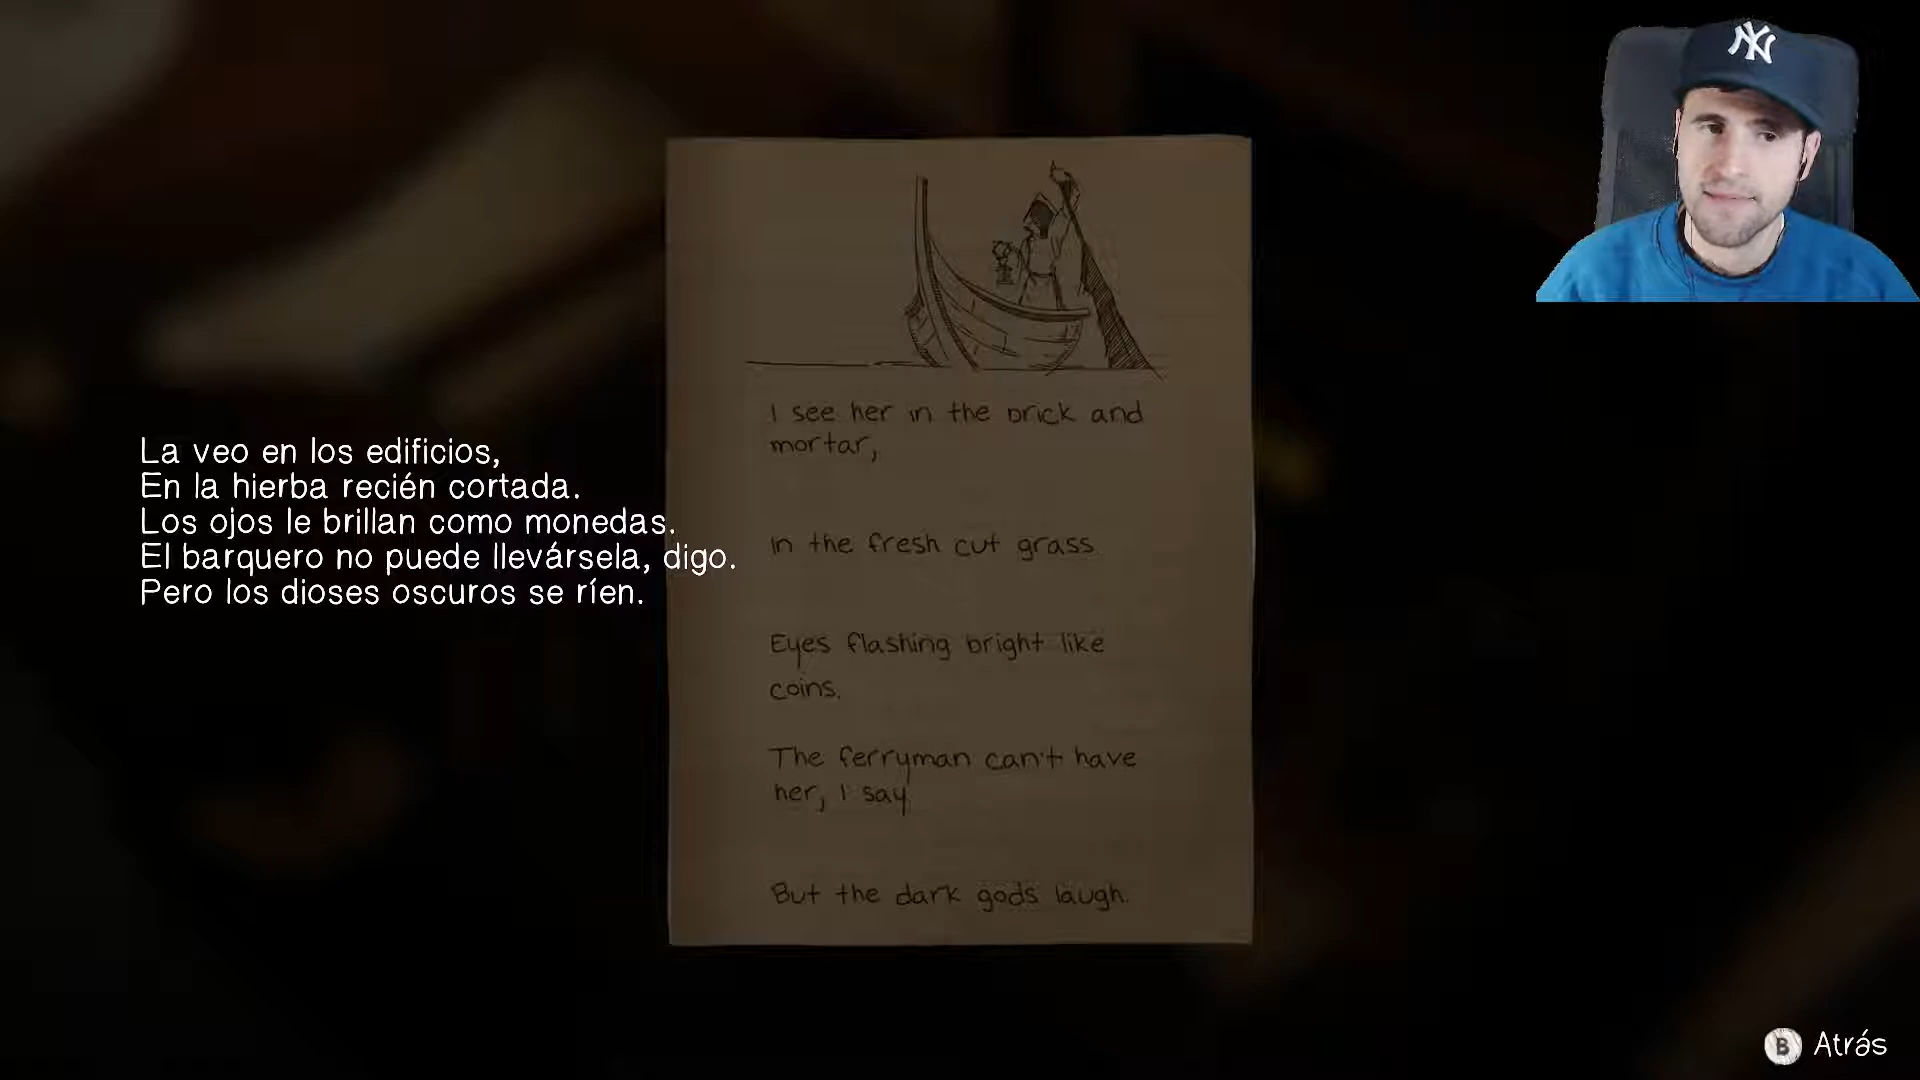 NY
La veo en los edificios,
En la hierba recién cortada.
Los ojos le brillan como monedas.
El barquero no puede llevársela, digo.
Pero los dioses oscuros se ríen.
I see her in the brick and
mortar,
In the fresh cut grass
Eyes flashing bright like
coins.
The ferryman can't have
her, I say
But the dark gods laugh.
B Atrás